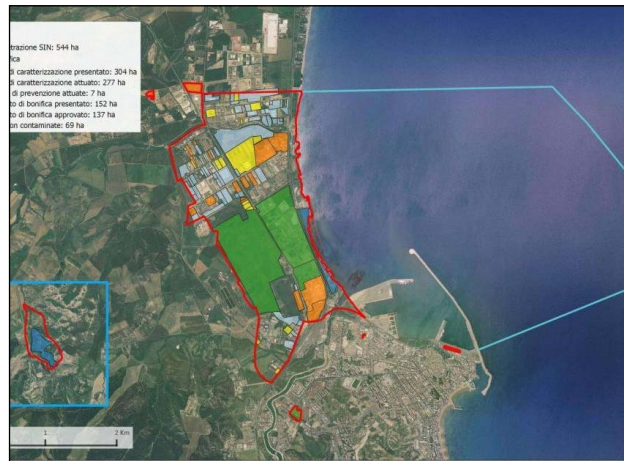 trazione SIN: 544 ha
fica
di caratterizzazione presentato: 304 ha
di caratterizzazione attuato: 277 ha
di prevenzione attuate: 7 ha
to di bonifica presentato: 152 ha
to di bonifica approvato: 137 ha
on contaminate: 69 ha
1 2 Km